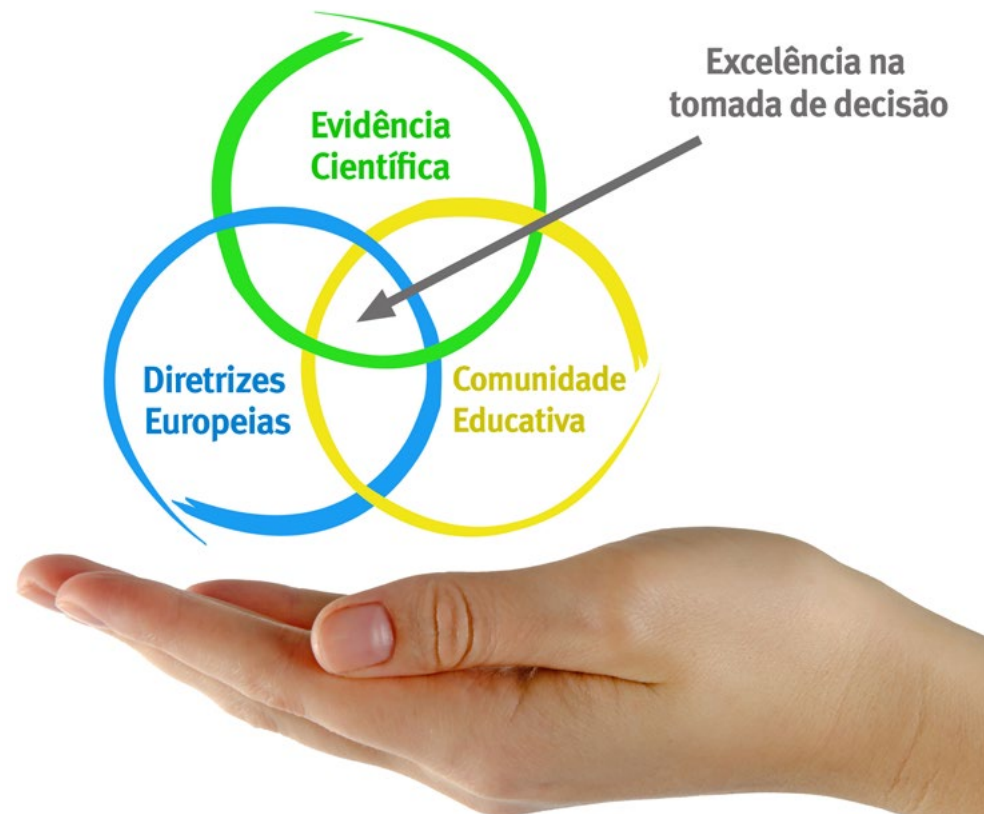 Excelência na
tomada de decisão
Evidência
Científica
Diretrizes
Europeias
Comunidade
Educativa